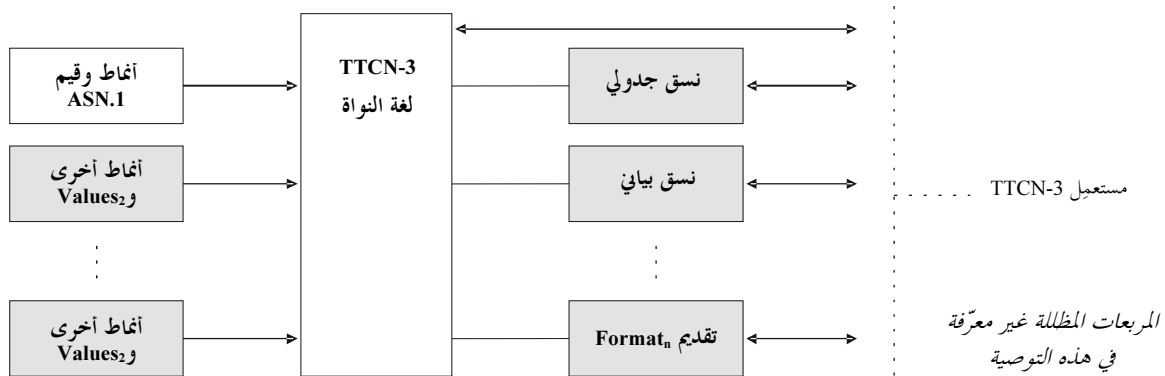 أنماط وقيم
ASN.1
أنماط أخرى
وValues₂
أنماط أخرى
وValues₂
TTCN-3
لغة النواة
نسق جدولي
نسق بياني
تقديم Formatₙ
مستعمِل TTCN-3
المربعات المظللة غير معرّفة
في هذه التوصية